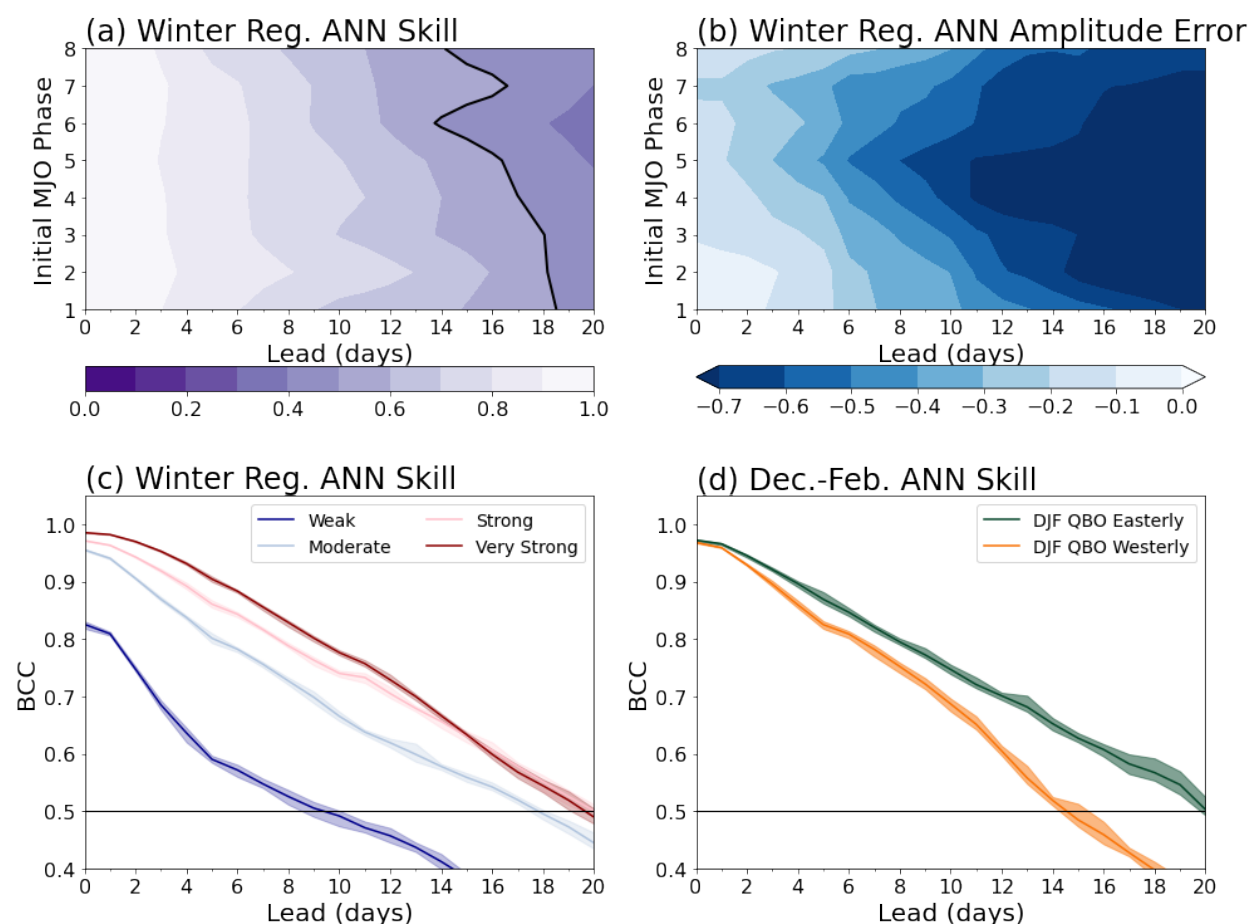 (a) Winter Reg. ANN Skill
8
7
6
5
4
3
2
1
Initial MJO Phase
0 2 4 6 8 10 12 14 16 18 20
Lead (days)
0.0 0.2 0.4 0.6 0.8 1.0
(b) Winter Reg. ANN Amplitude Error
8
7
6
5
4
3
2
1
Initial MJO Phase
0 2 4 6 8 10 12 14 16 18 20
Lead (days)
−0.7 −0.6 −0.5 −0.4 −0.3 −0.2 −0.1 0.0
(c) Winter Reg. ANN Skill
Weak
Moderate
Strong
Very Strong
1.0
0.9
0.8
0.7
0.6
0.5
0.4
BCC
0 2 4 6 8 10 12 14 16 18 20
Lead (days)
(d) Dec.-Feb. ANN Skill
DJF QBO Easterly
DJF QBO Westerly
1.0
0.9
0.8
0.7
0.6
0.5
0.4
BCC
0 2 4 6 8 10 12 14 16 18 20
Lead (days)